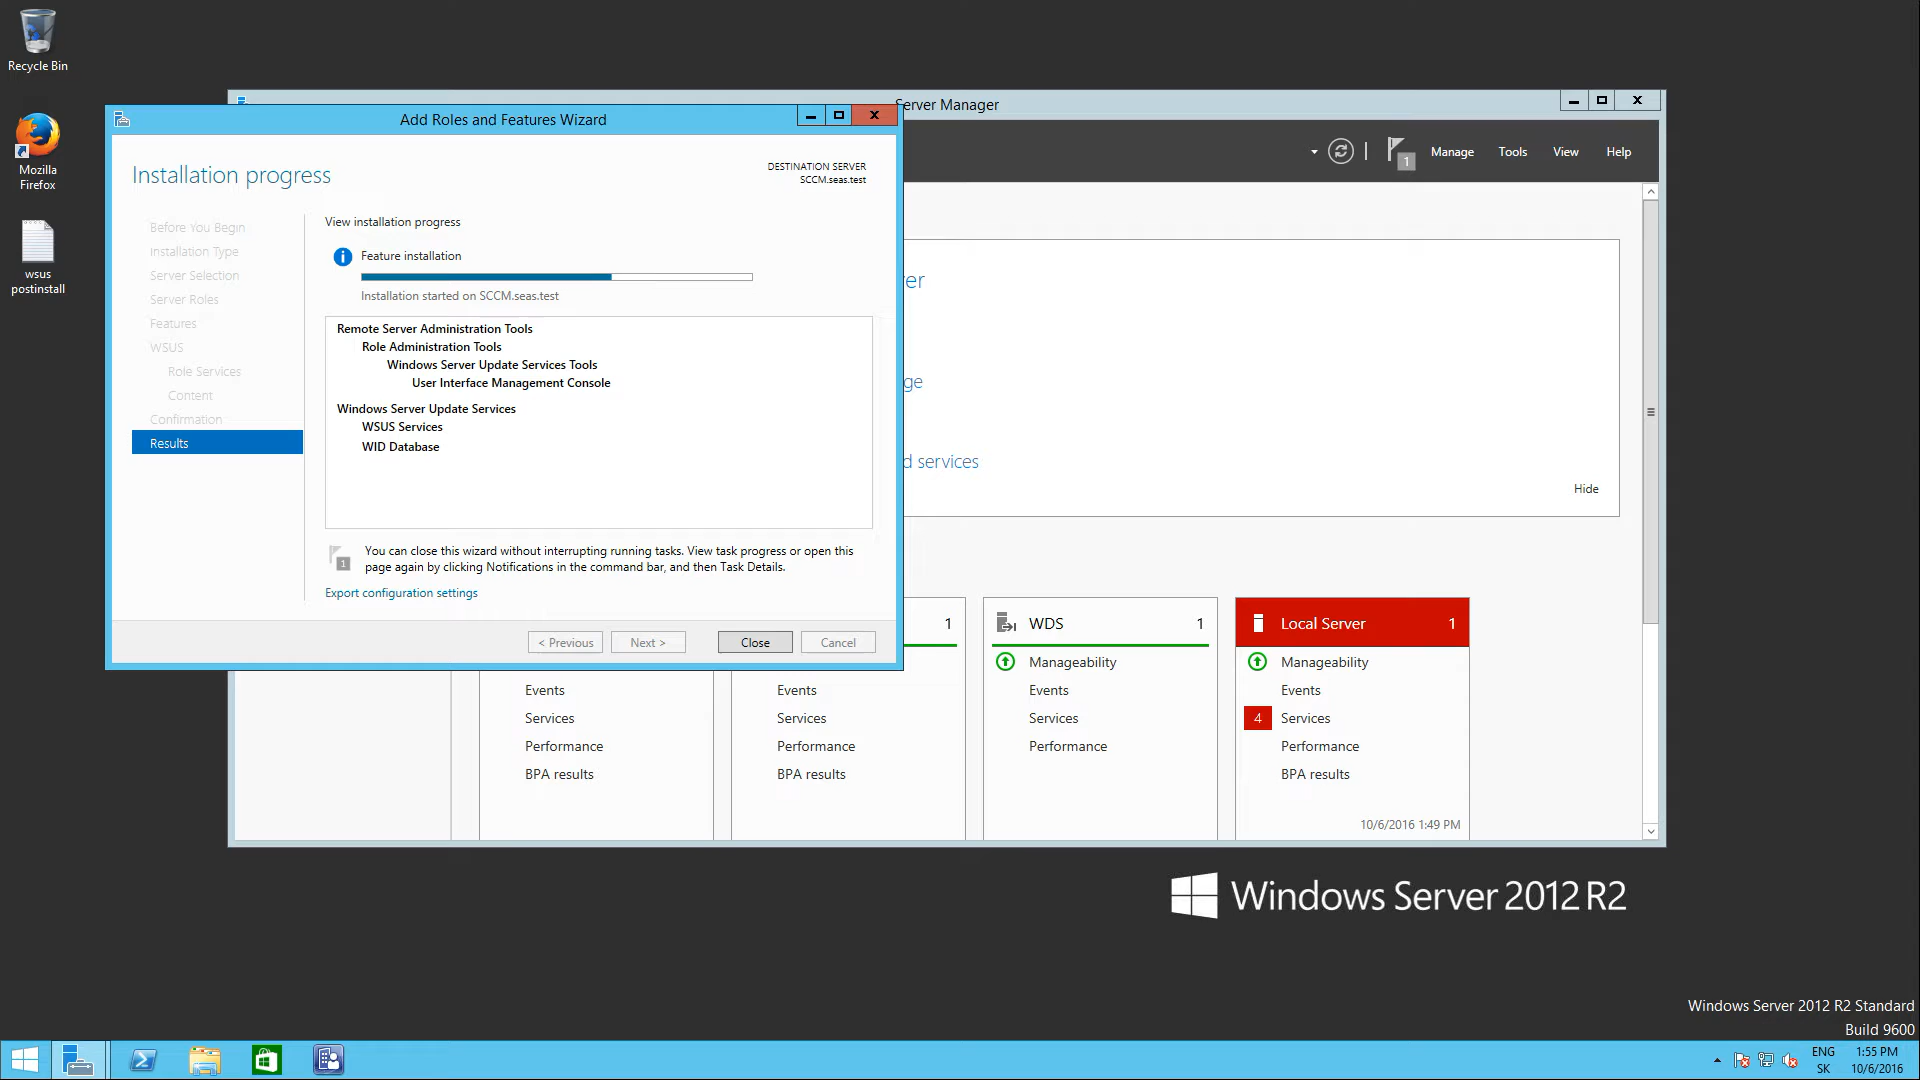 Recycle Bin
Mozilla
Firefox
wsus
postinstall
Server Manager
1
Manage
Tools
View
Help
Add Roles and Features Wizard
Installation progress
DESTINATION SERVER
SCCM.seas.test
Before You Begin
Installation Type
Server Selection
Server Roles
Features
WSUS
Role Services
Content
Confirmation
Results
View installation progress
Feature installation
Installation started on SCCM.seas.test
Remote Server Administration Tools
Role Administration Tools
Windows Server Update Services Tools
User Interface Management Console
Windows Server Update Services
WSUS Services
WID Database
1
You can close this wizard without interrupting running tasks. View task progress or open this
page again by clicking Notifications in the command bar, and then Task Details.
Export configuration settings
< Previous
Next >
Close
Cancel
er
ge
d services
Hide
Events
Services
Performance
BPA results
1
Events
Services
Performance
BPA results
WDS 1
Manageability
Events
Services
Performance
Local Server 1
Manageability
Events
4 Services
Performance
BPA results
10/6/2016 1:49 PM
Windows Server 2012 R2
Windows Server 2012 R2 Standard
Build 9600
ENG
SK
1:55 PM
10/6/2016